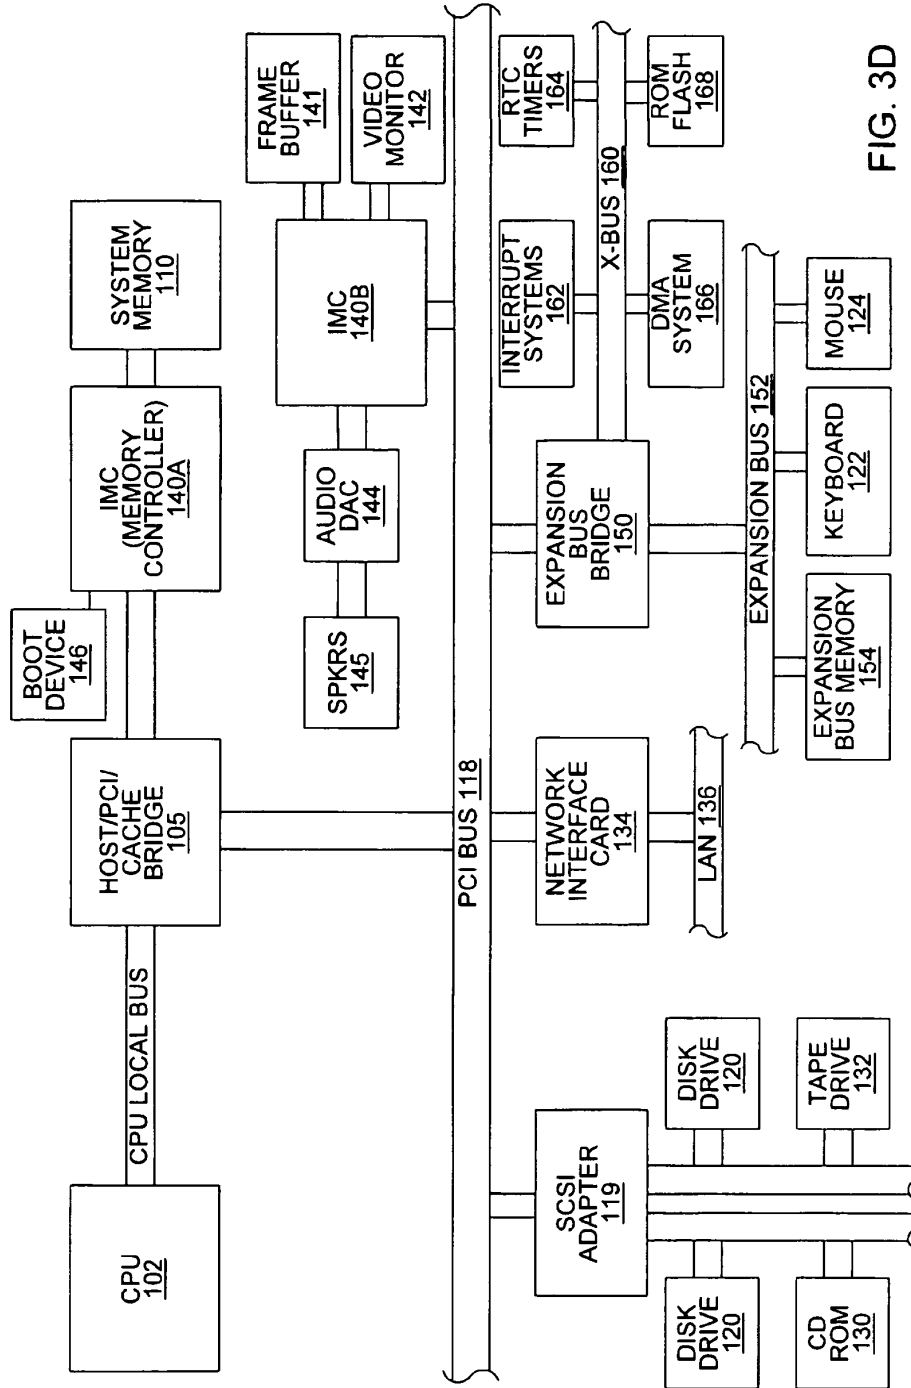 CPU
102
CPU LOCAL BUS
HOST/PCI/
CACHE
BRIDGE
105
BOOT
DEVICE
146
IMC
(MEMORY
CONTROLLER)
140A
SYSTEM
MEMORY
110
SPKRS
145
AUDIO
DAC
144
IMC
140B
FRAME
BUFFER
141
VIDEO
MONITOR
142
PCI BUS 118
SCSI
ADAPTER
119
DISK
DRIVE
120
DISK
DRIVE
120
CD
ROM
130
TAPE
DRIVE
132
NETWORK
INTERFACE
CARD
134
LAN 136
EXPANSION
BUS
BRIDGE
150
INTERRUPT
SYSTEMS
162
RTC
TIMERS
164
X-BUS 160
DMA
SYSTEM
166
ROM
FLASH
168
EXPANSION BUS 152
EXPANSION
BUS MEMORY
154
KEYBOARD
122
MOUSE
124
FIG. 3D